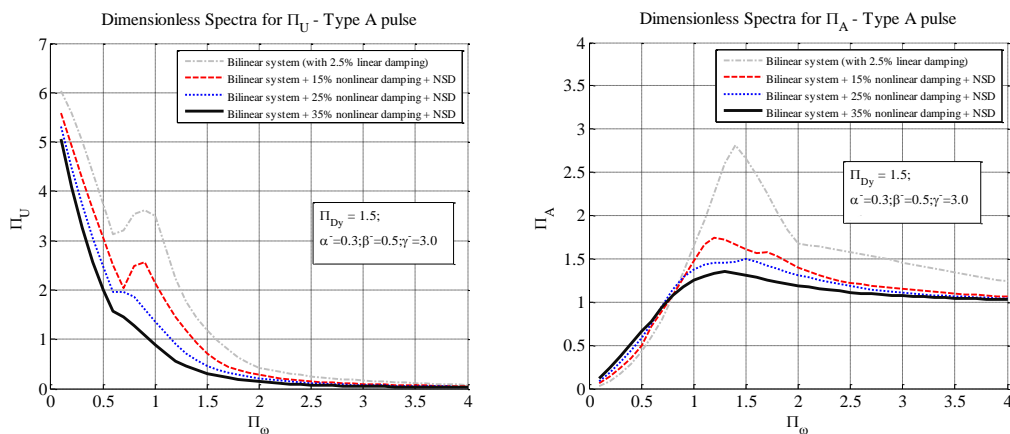 Dimensionless Spectra for Π_U - Type A pulse
7
6
5
4
3
2
1
0
Π_U
0
0.5
1
1.5
2
2.5
3
3.5
4
Π_ω
Bilinear system (with 2.5% linear damping)
Bilinear system + 15% nonlinear damping + NSD
Bilinear system + 25% nonlinear damping + NSD
Bilinear system + 35% nonlinear damping + NSD
Π_Dy = 1.5;
α⁻=0.3;β⁻=0.5;γ⁻=3.0
Dimensionless Spectra for Π_A - Type A pulse
4
3.5
3
2.5
2
1.5
1
0.5
0
Π_A
0
0.5
1
1.5
2
2.5
3
3.5
4
Π_ω
Bilinear system (with 2.5% linear damping)
Bilinear system + 15% nonlinear damping + NSD
Bilinear system + 25% nonlinear damping + NSD
Bilinear system + 35% nonlinear damping + NSD
Π_Dy = 1.5;
α⁻=0.3;β⁻=0.5;γ⁻=3.0